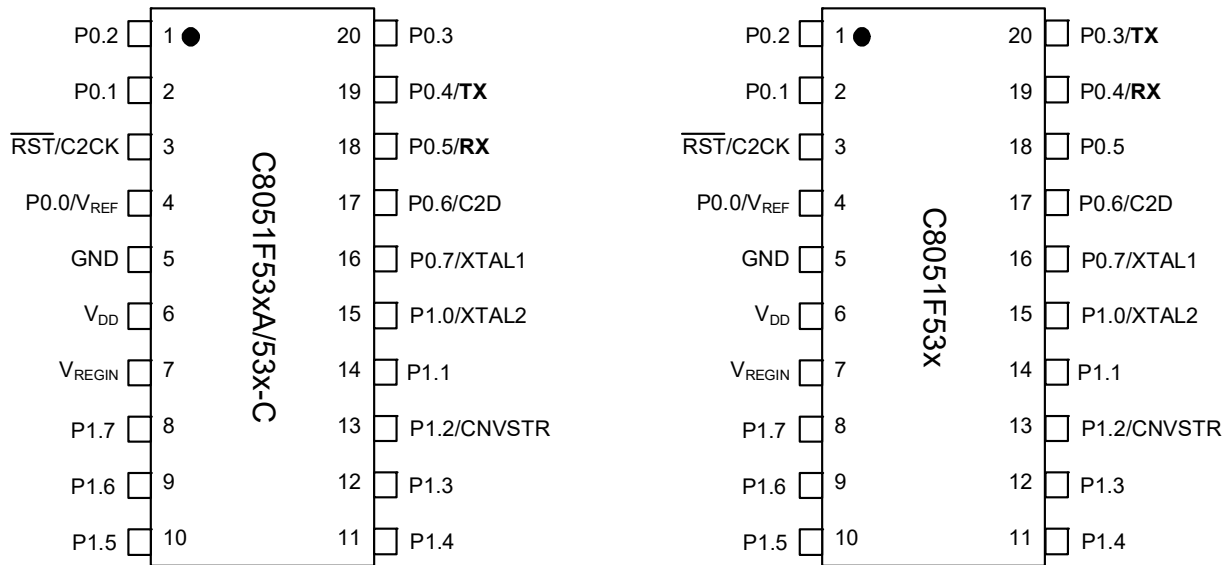 P0.2 1 20 P0.3
P0.1 2 19 P0.4/TX
RST/C2CK 3 18 P0.5/RX
P0.0/VREF 4 17 P0.6/C2D
GND 5 16 P0.7/XTAL1
VDD 6 15 P1.0/XTAL2
VREGIN 7 14 P1.1
P1.7 8 13 P1.2/CNVSTR
P1.6 9 12 P1.3
P1.5 10 11 P1.4
C8051F53xA/53x-C
P0.2 1 20 P0.3/TX
P0.1 2 19 P0.4/RX
RST/C2CK 3 18 P0.5
P0.0/VREF 4 17 P0.6/C2D
GND 5 16 P0.7/XTAL1
VDD 6 15 P1.0/XTAL2
VREGIN 7 14 P1.1
P1.7 8 13 P1.2/CNVSTR
P1.6 9 12 P1.3
P1.5 10 11 P1.4
C8051F53x